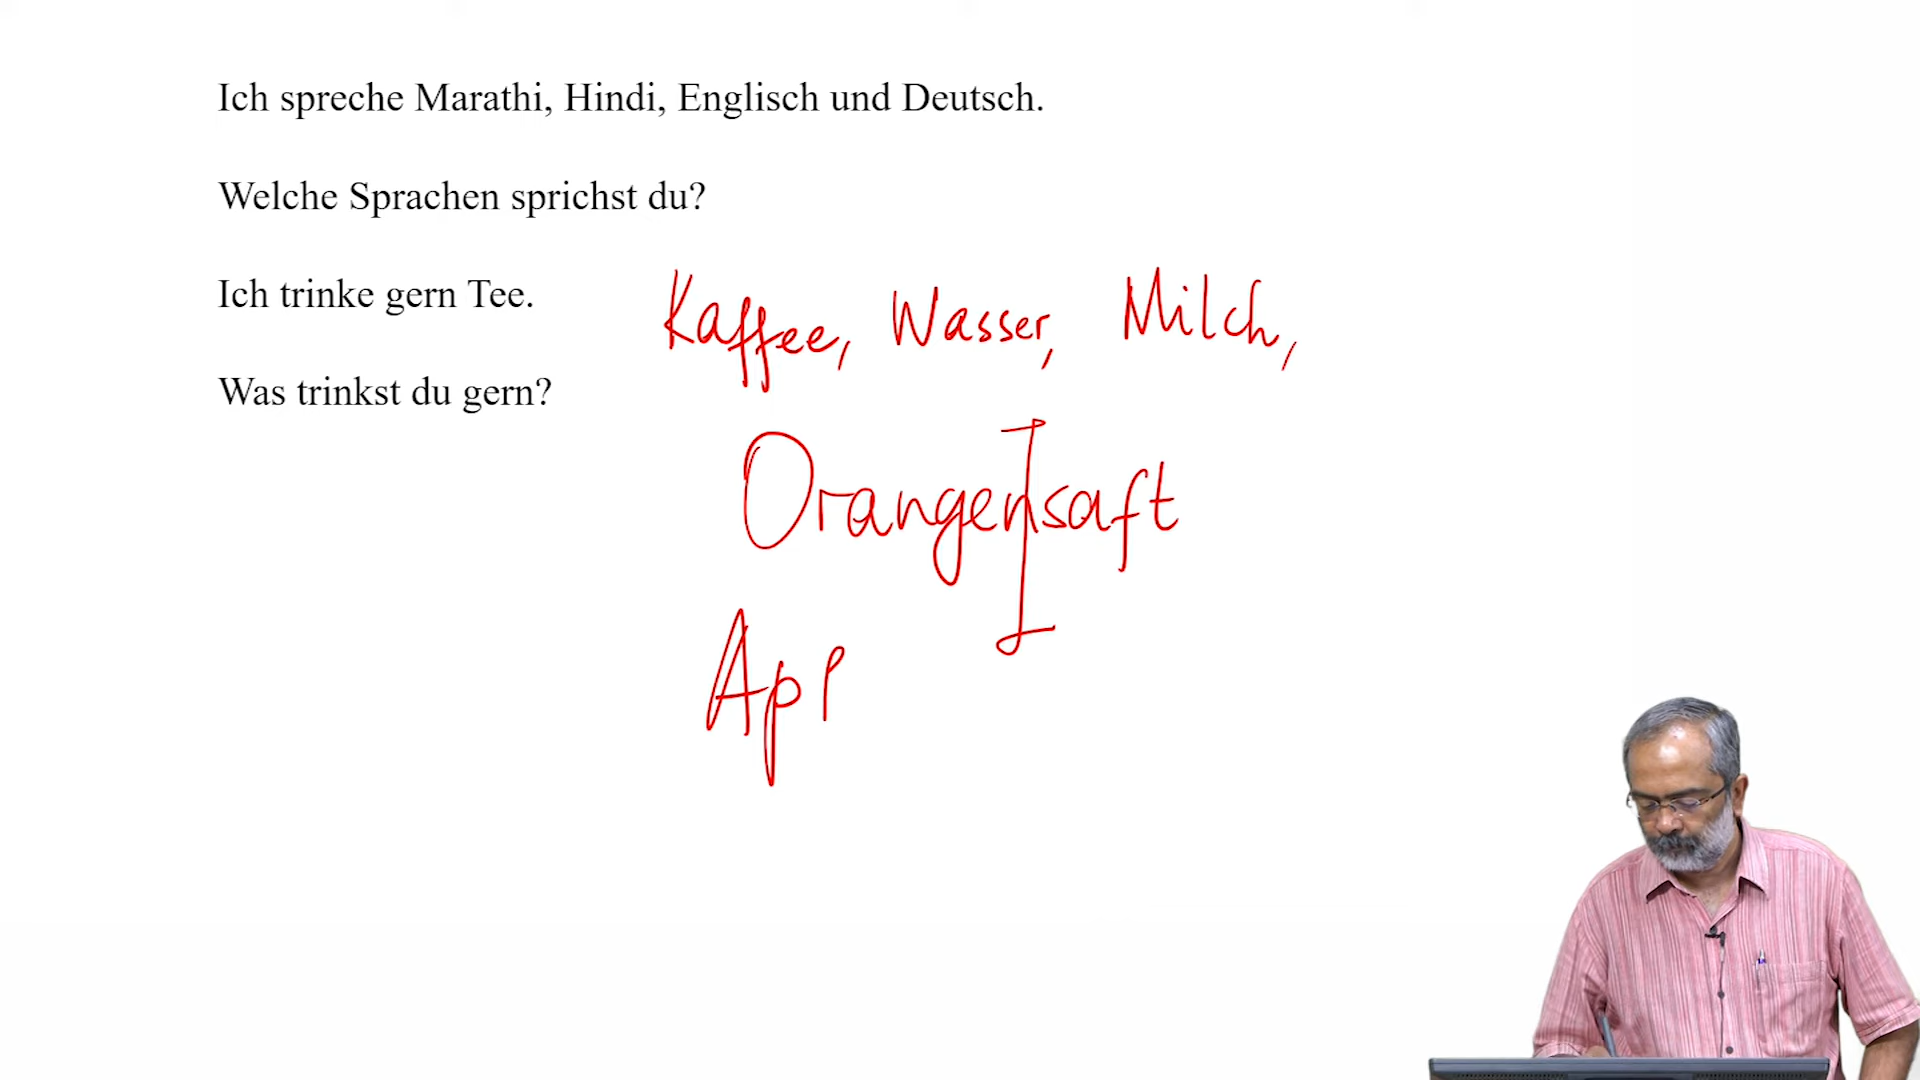 Ich spreche Marathi, Hindi, Englisch und Deutsch.
Welche Sprachen sprichst du?
Ich trinke gern Tee.
Kaffee, Wasser, Milch,
Was trinkst du gern?
Orangensaft
Ap